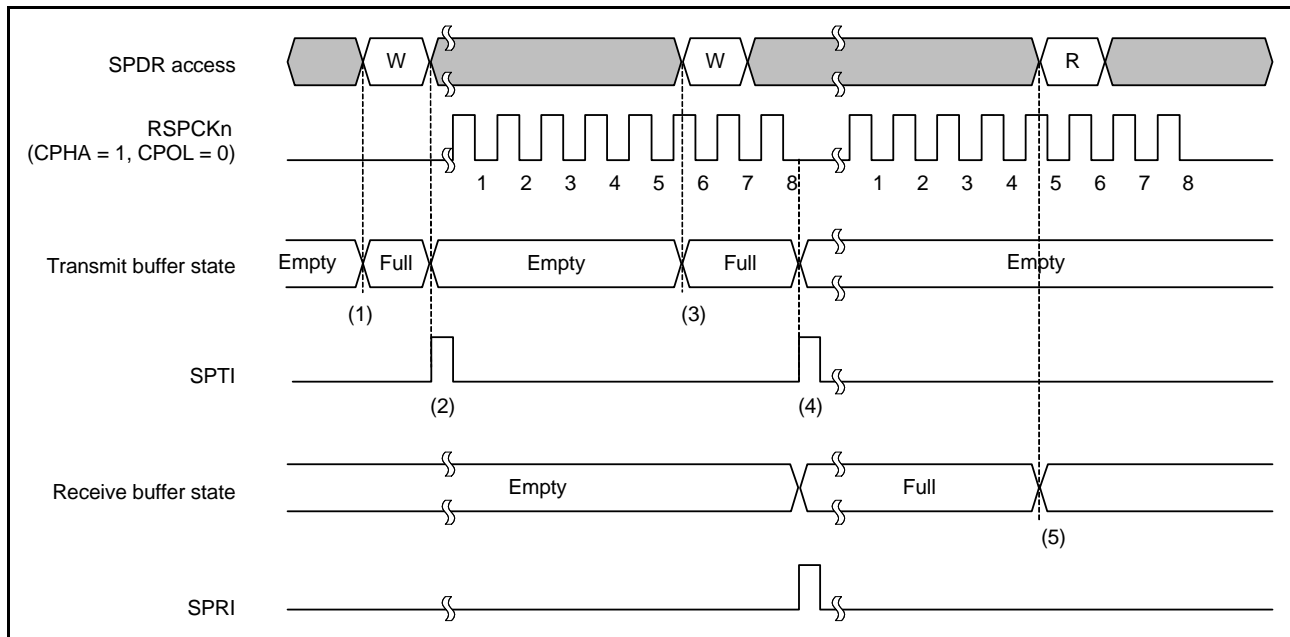 SPDR access
W
W
R
RSPCKn
(CPHA = 1, CPOL = 0)
1 2 3 4 5 6 7 8 1 2 3 4 5 6 7 8
Transmit buffer state
Empty Full Empty Full Empty
(1) (3)
SPTI
(2) (4)
Receive buffer state
Empty Full
(5)
SPRI